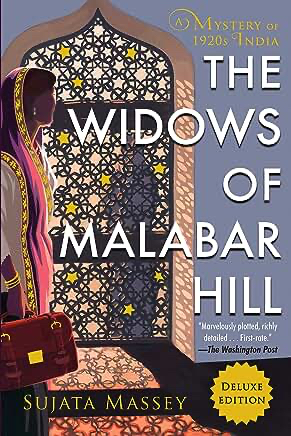 A MYSTERY OF
1920s INDIA
THE
WIDOWS
OF
MALABAR
HILL
"Marvelously plotted, richly
detailed . . . First-rate."
—The Washington Post
DELUXE
EDITION
SUJATA MASSEY